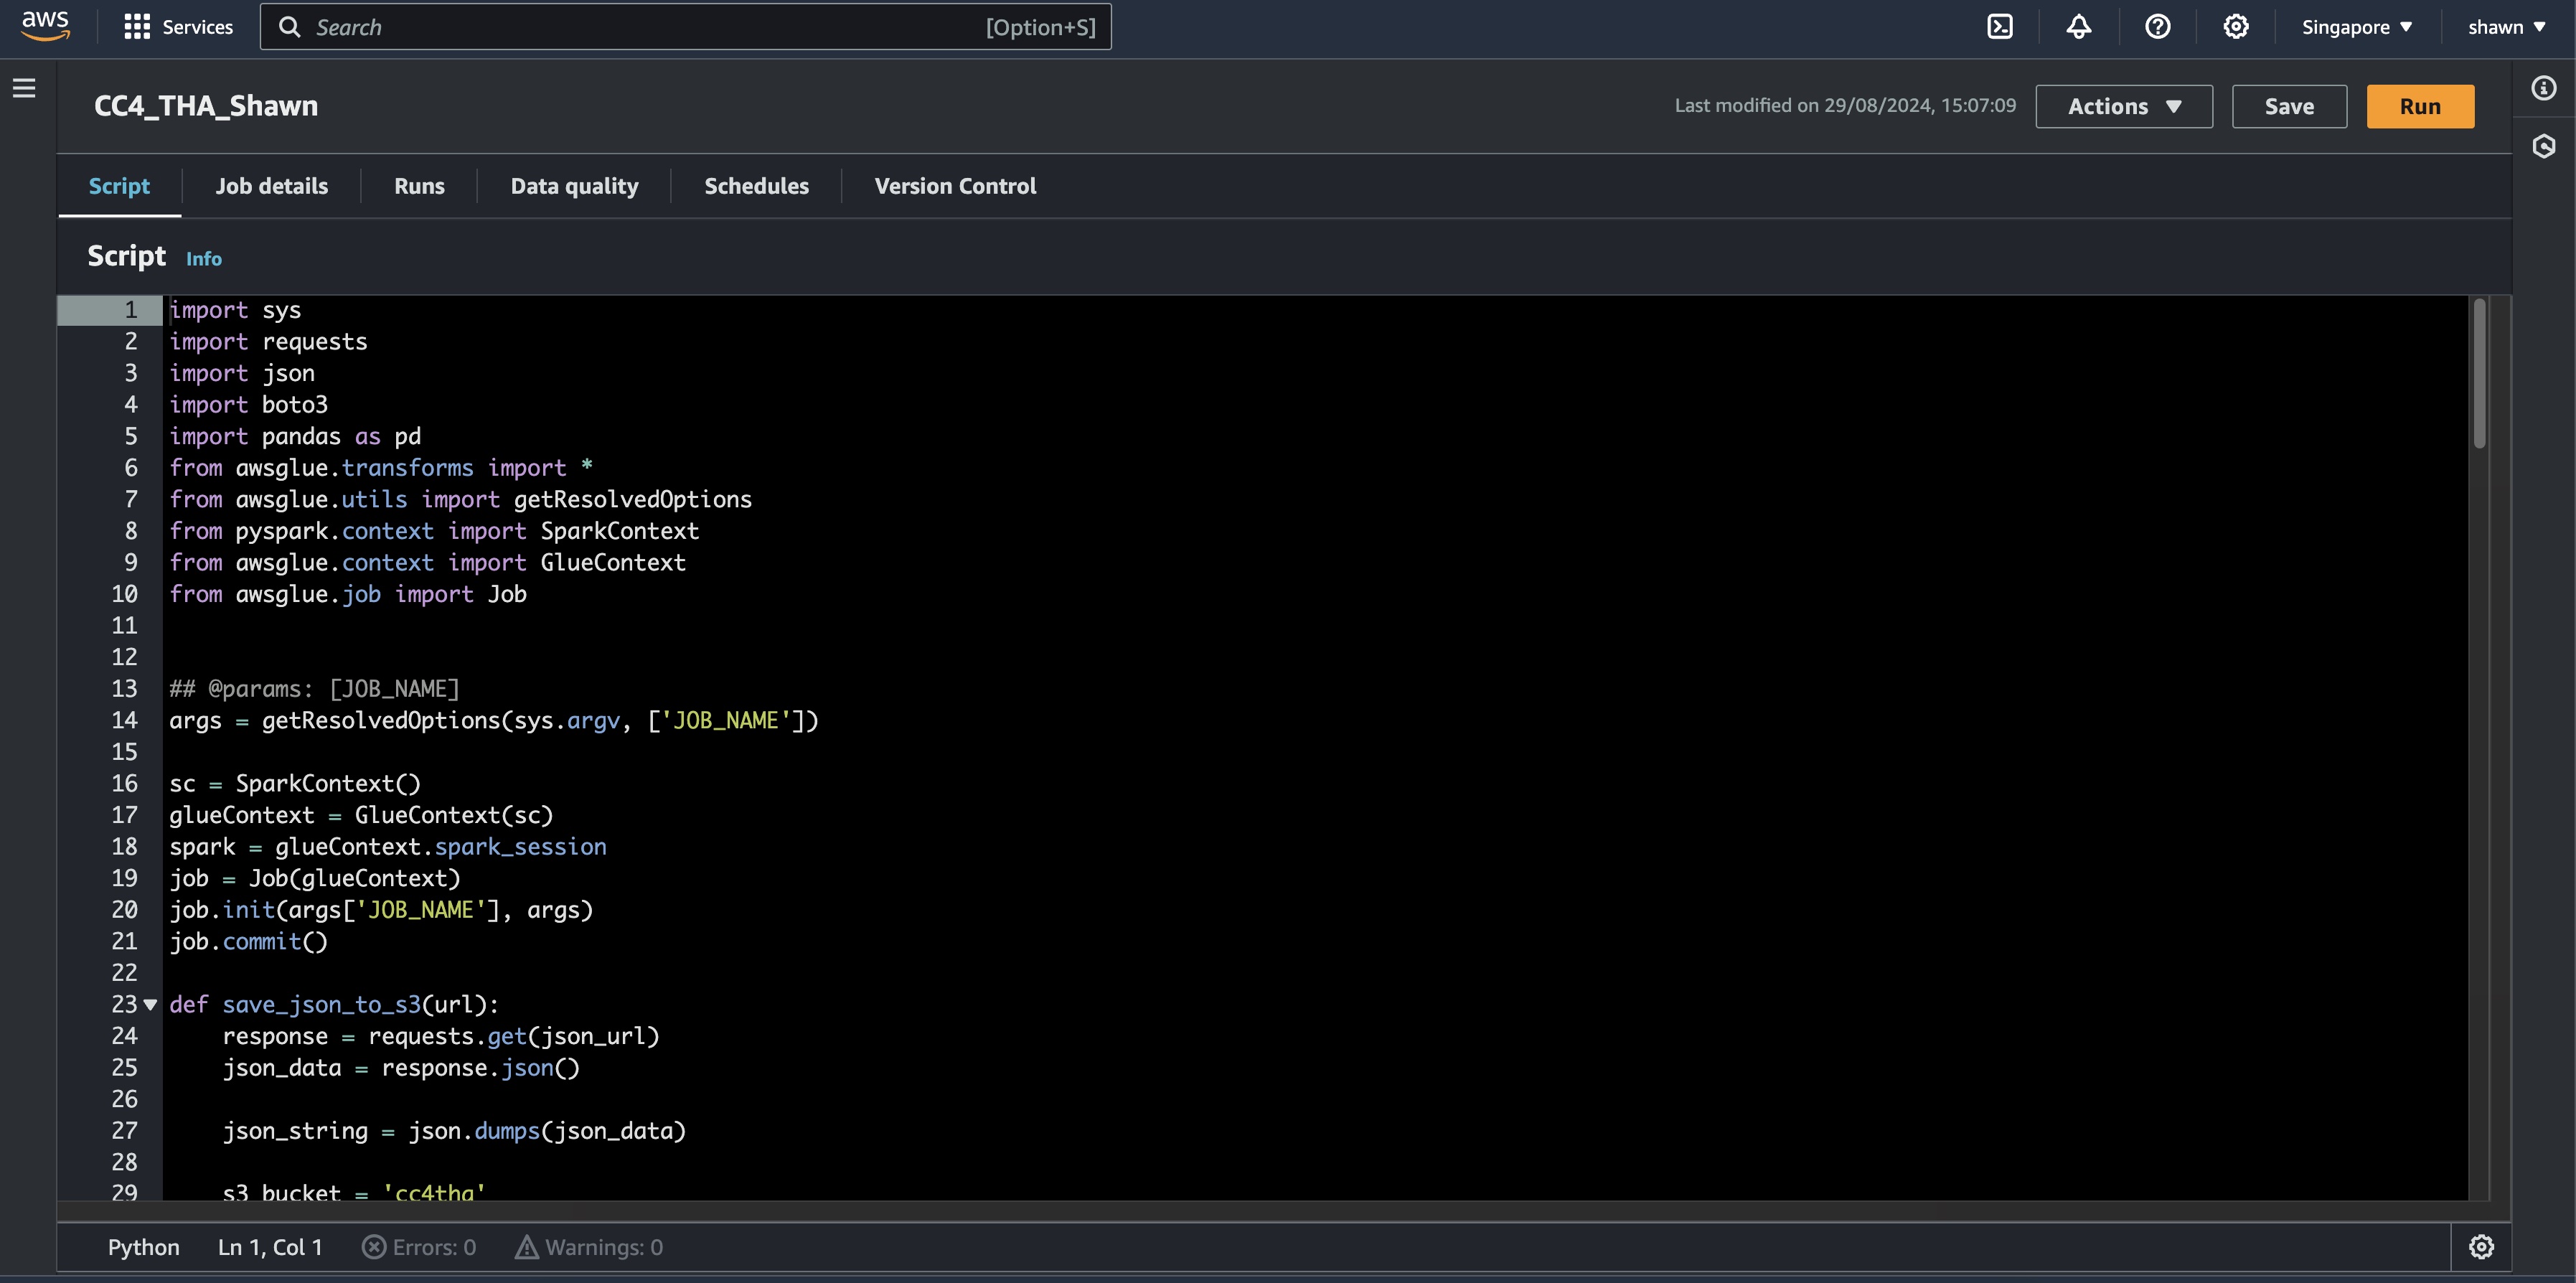 aws
Services
Search
[Option+S]
Singapore
shawn
CC4_THA_Shawn
Last modified on 29/08/2024, 15:07:09
Actions
Save
Run
Script
Job details
Runs
Data quality
Schedules
Version Control
Script Info
1 import sys
2 import requests
3 import json
4 import boto3
5 import pandas as pd
6 from awsglue.transforms import *
7 from awsglue.utils import getResolvedOptions
8 from pyspark.context import SparkContext
9 from awsglue.context import GlueContext
10 from awsglue.job import Job
11
12
13 ## @params: [JOB_NAME]
14 args = getResolvedOptions(sys.argv, ['JOB_NAME'])
15
16 sc = SparkContext()
17 glueContext = GlueContext(sc)
18 spark = glueContext.spark_session
19 job = Job(glueContext)
20 job.init(args['JOB_NAME'], args)
21 job.commit()
22
23 def save_json_to_s3(url):
24     response = requests.get(json_url)
25     json_data = response.json()
26
27     json_string = json.dumps(json_data)
28
29     s3_bucket = 'cc4tha'
Python
Ln 1, Col 1
Errors: 0
Warnings: 0